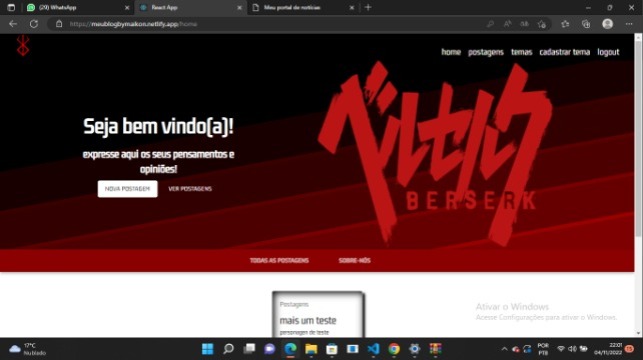 (29) WhatsApp
React App
Meu portal de notícias
https://meublogbymaikon.netlify.app/home
home postagens temas cadastrar tema logout
ベルセルク
BERSERK
Seja bem vindo(a)!
expresse aqui os seus pensamentos e
opiniões!
NOVA POSTAGEM VER POSTAGENS
TODAS AS POSTAGENS SOBRE-NÓS
Postagens
mais um teste
personagem de teste
Ativar o Windows
Acesse Configurações para ativar o Windows.
17°C
Nublado
POR
PTB
22:01
04/11/2022